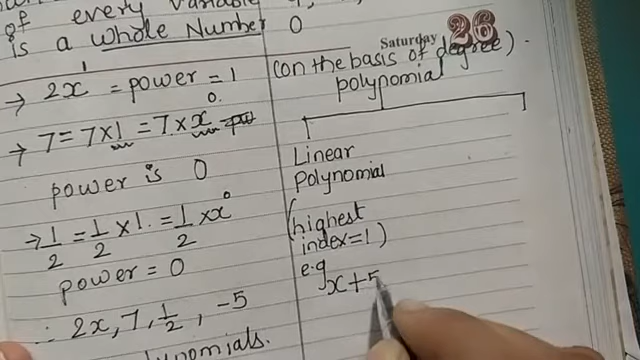 of every variable
is a whole Number 0
→ 2x¹ = power = 1
→ 7 = 7 × 1 = 7 × x⁰
power is 0
→ 1/2 = 1/2 × 1 = 1/2 × x⁰
power = 0
∴ 2x, 7, 1/2, -5
Saturday 26
(on the basis of degree).
polynomial
Linear
Polynomial
(highest
index=1)
e.g
x+5